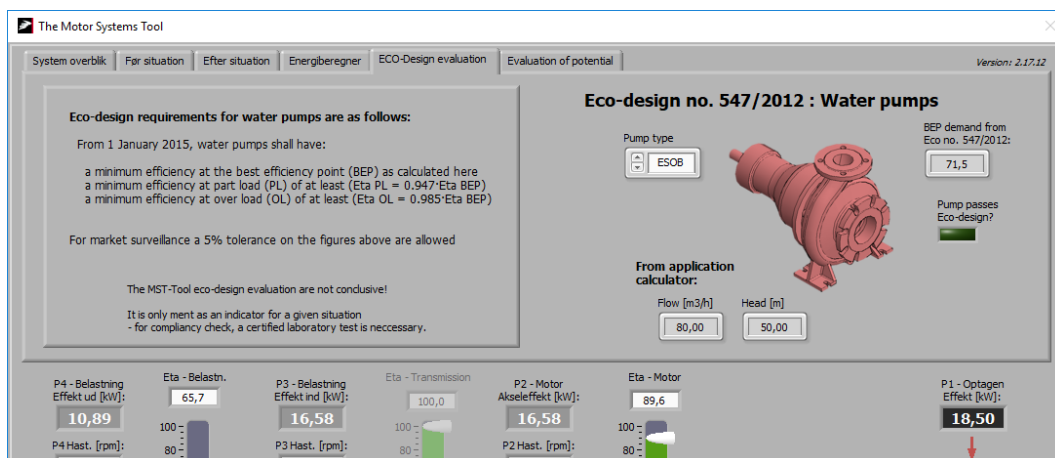 The Motor Systems Tool
System overblik
Før situation
Efter situation
Energiberegner
ECO-Design evaluation
Evaluation of potential
Version: 2.17.12
Eco-design requirements for water pumps are as follows:
From 1 January 2015, water pumps shall have:
a minimum efficiency at the best efficiency point (BEP) as calculated here
a minimum efficiency at part load (PL) of at least (Eta PL = 0.947·Eta BEP)
a minimum efficiency at over load (OL) of at least (Eta OL = 0.985·Eta BEP)
For market surveillance a 5% tolerance on the figures above are allowed
The MST-Tool eco-design evaluation are not conclusive!
It is only ment as an indicator for a given situation
- for compliancy check, a certified laboratory test is neccessary.
Eco-design no. 547/2012 : Water pumps
Pump type
ESOB
BEP demand from
Eco no. 547/2012:
71,5
Pump passes
Eco-design?
From application
calculator:
Flow [m3/h]
Head [m]
80,00
50,00
P4 - Belastning
Effekt ud [kW]:
10,89
P4 Hast. [rpm]:
Eta - Belastn.
65,7
100
80
P3 - Belastning
Effekt ind [kW]:
16,58
P3 Hast. [rpm]:
Eta - Transmission
100,0
100
80
P2 - Motor
Akseleffekt [kW]:
16,58
P2 Hast. [rpm]:
Eta - Motor
89,6
100
80
P1 - Optagen
Effekt [kW]:
18,50